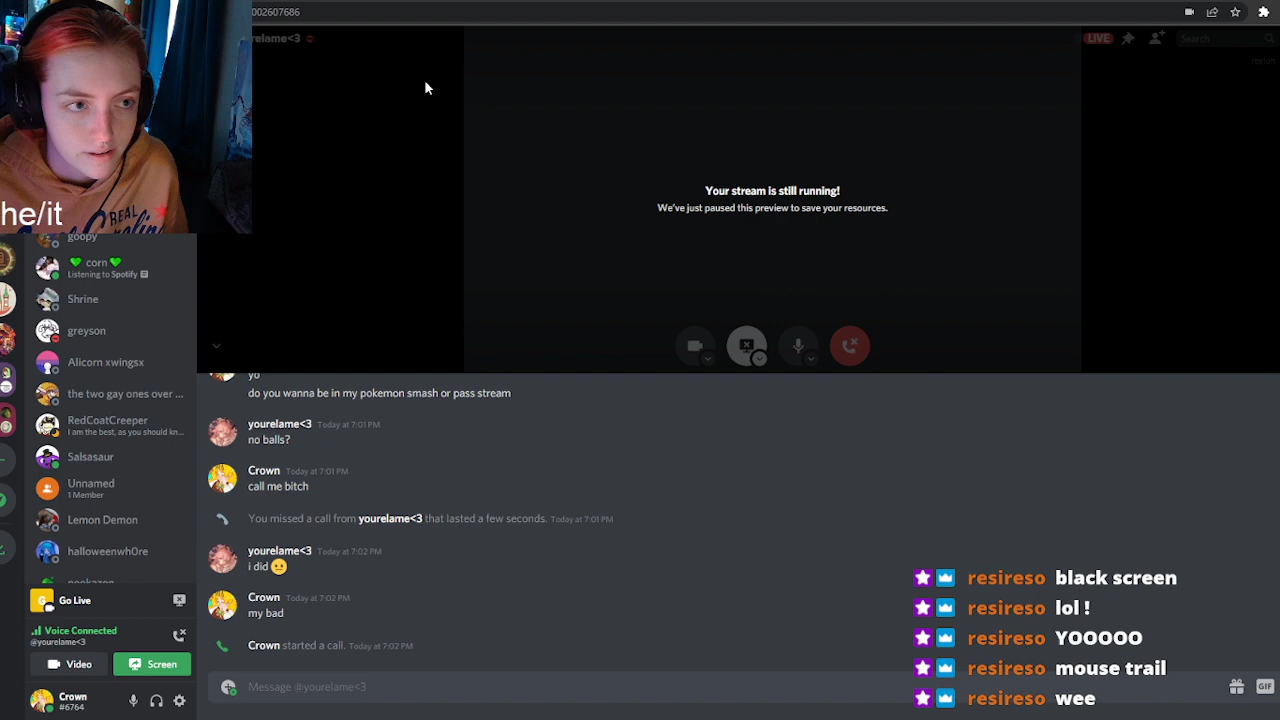 002607686
relame<3
LIVE
Search
Your stream is still running!
We've just paused this preview to save your resources.
he/it
REAL
goopy
corn
Listening to Spotify
Shrine
greyson
Alicorn xwingsx
the two gay ones over ...
RedCoatCreeper
I am the best, as you should kn...
Salsasaur
Unnamed
1 Member
Lemon Demon
halloweenwh0re
Go Live
Voice Connected
@yourelame<3
Video
Screen
Crown
#6764
yo
do you wanna be in my pokemon smash or pass stream
yourelame<3 Today at 7:01 PM
no balls?
Crown Today at 7:01 PM
call me bitch
You missed a call from yourelame<3 that lasted a few seconds. Today at 7:01 PM
yourelame<3 Today at 7:02 PM
i did 😐
Crown Today at 7:02 PM
my bad
Crown started a call. Today at 7:02 PM
Message @yourelame<3
GIF
resireso black screen
resireso lol !
resireso YOOOOO
resireso mouse trail
resireso wee